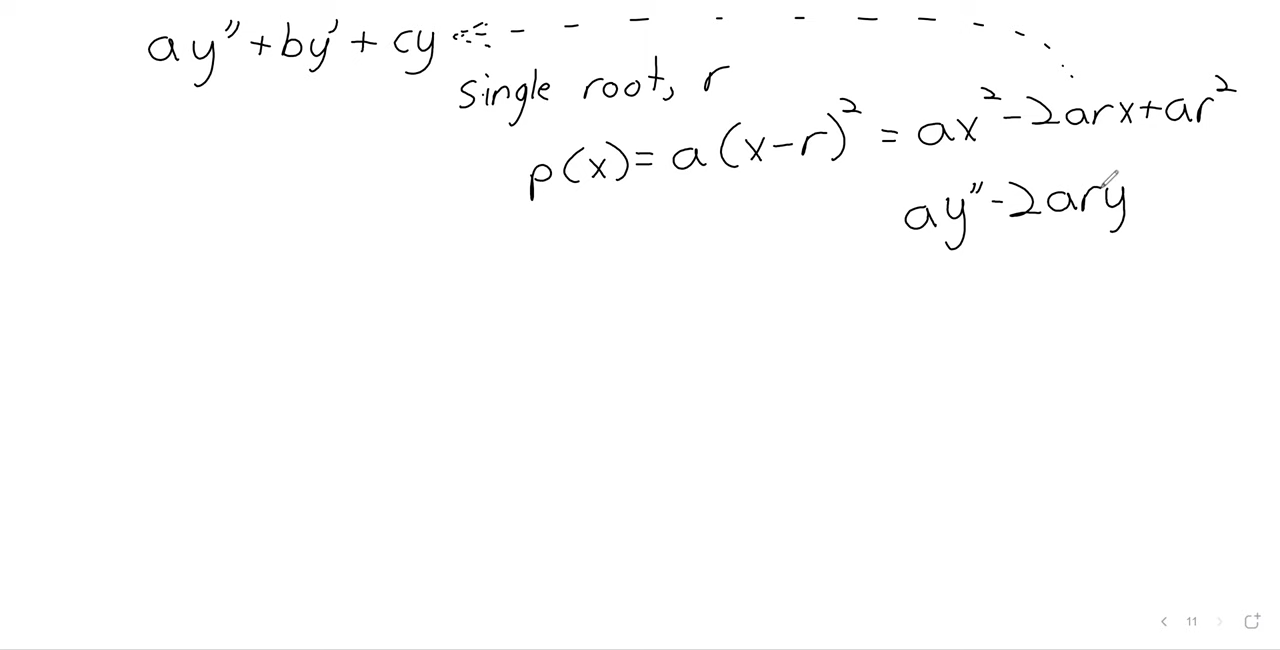 ay'' + by' + cy
single root, r
p(x) = a(x-r)² = ax² - 2arx + ar²
ay'' - 2ary
11